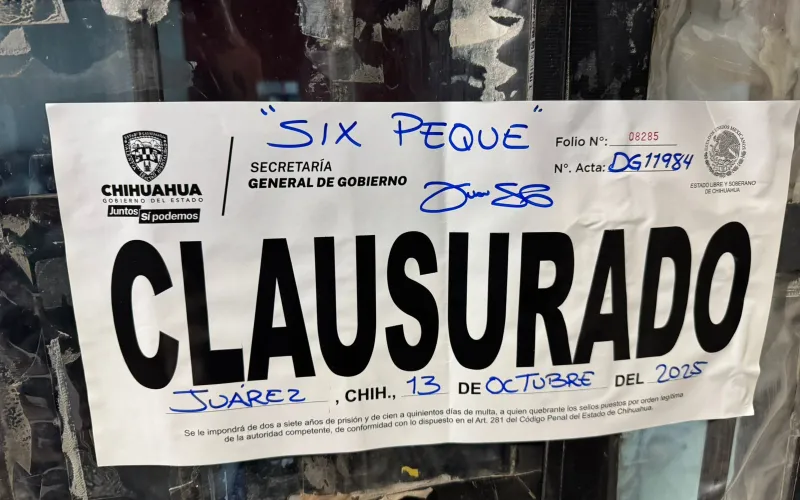 "SIX PEQUE"
CHIHUAHUA
GOBIERNO DEL ESTADO
Juntos Sí podemos
SECRETARÍA
GENERAL DE GOBIERNO
Folio N°: 08285
N°. Acta: DG11984
ESTADOS UNIDOS MEXICANOS
ESTADO LIBRE Y SOBERANO
DE CHIHUAHUA
CLAUSURADO
JUÁREZ, CHIH., 13 DE OCTUBRE DEL 2025
Se le impondrá de dos a siete años de prisión y de cien a quinientos días de multa, a quien quebrante los sellos puestos por orden legítima
de la autoridad competente, de conformidad con lo dispuesto en el Art. 281 del Código Penal del Estado de Chihuahua.